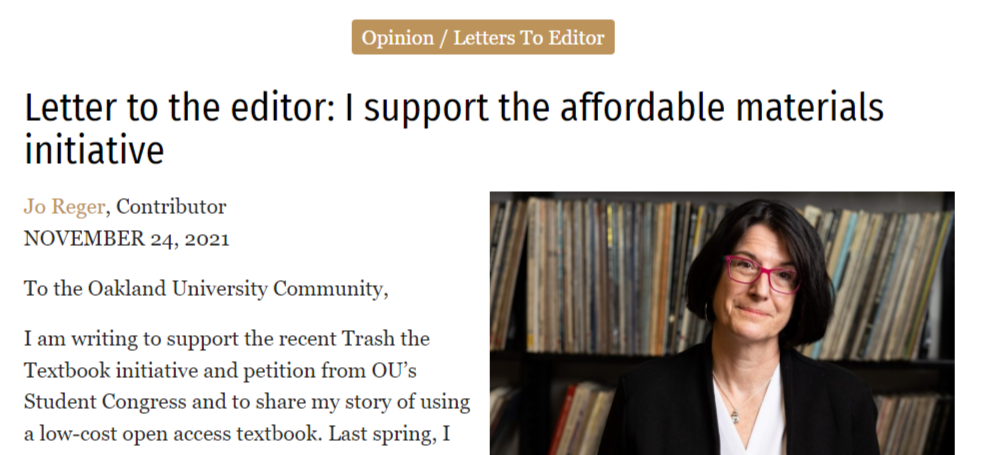 Opinion / Letters To Editor
Letter to the editor: I support the affordable materials
initiative
Jo Reger, Contributor
NOVEMBER 24, 2021
To the Oakland University Community,
I am writing to support the recent Trash the
Textbook initiative and petition from OU’s
Student Congress and to share my story of using
a low-cost open access textbook. Last spring, I